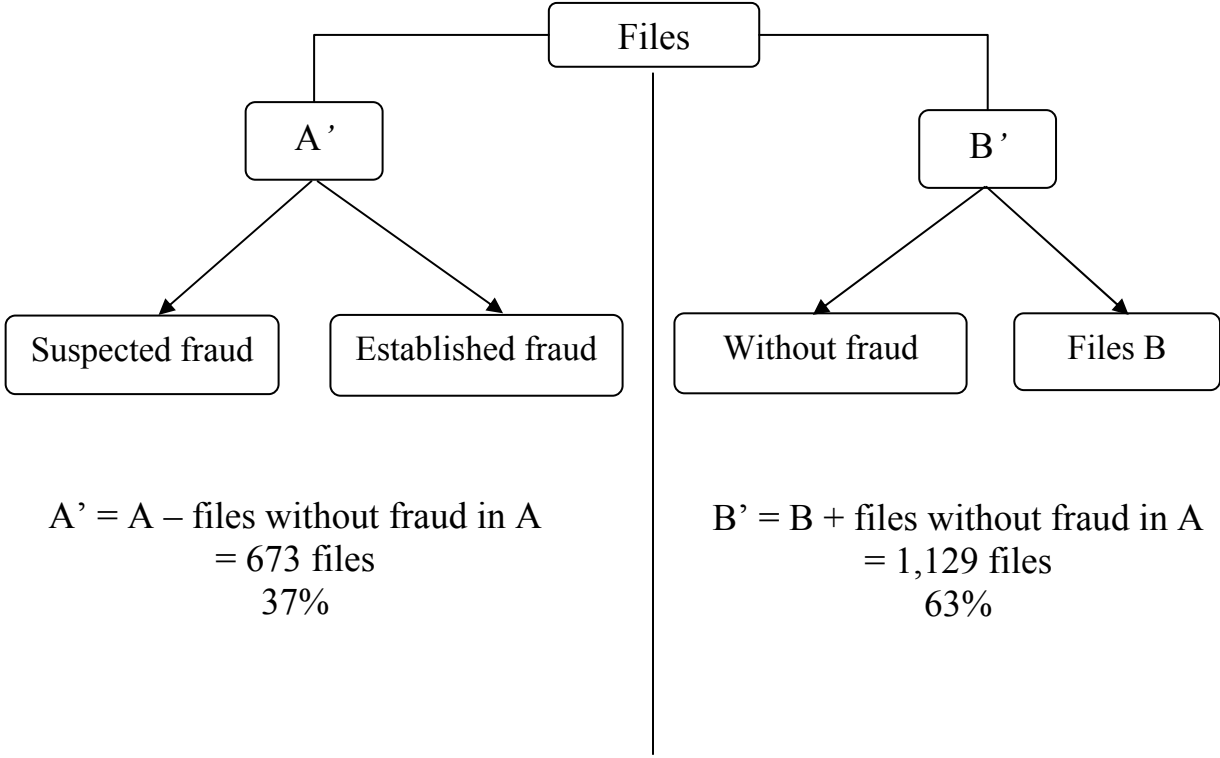 Files
A’
B’
Suspected fraud
Established fraud
Without fraud
Files B
A’ = A – files without fraud in A
= 673 files
37%
B’ = B + files without fraud in A
= 1,129 files
63%